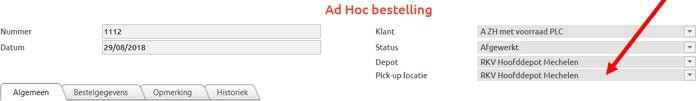 Ad Hoc bestelling
Nummer 1112 Klant A ZH met voorraad PLC
Datum 29/08/2018 Status Afgewerkt
Depot RKV Hoofddepot Mechelen
Pick-up locatie RKV Hoofddepot Mechelen
Algemeen Bestelgegevens Opmerking Historiek